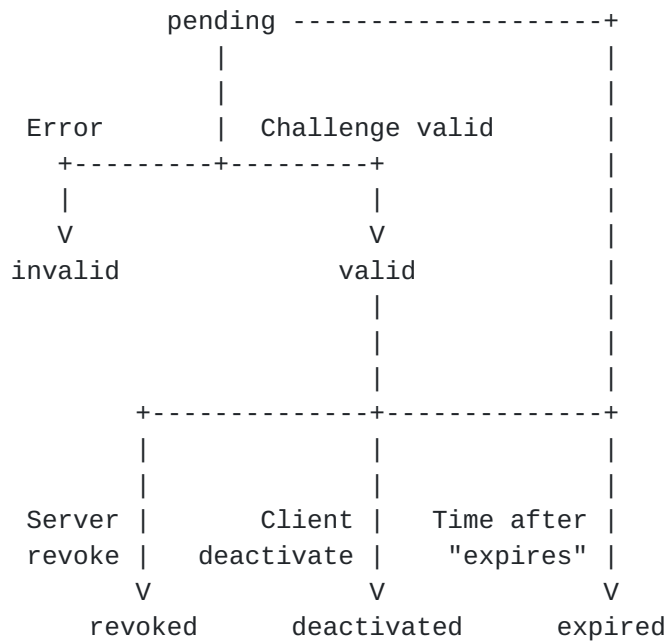 pending --------------------+
|                    |
|                    |
Error      |  Challenge valid      |
+---------+---------+            |
|                   |            |
V                   V            |
invalid              valid          |
|            |
|            |
|            |
+--------------+--------------+
|              |              |
|              |              |
Server |       Client |   Time after |
revoke |   deactivate |    "expires" |
V              V              V
revoked      deactivated      expired